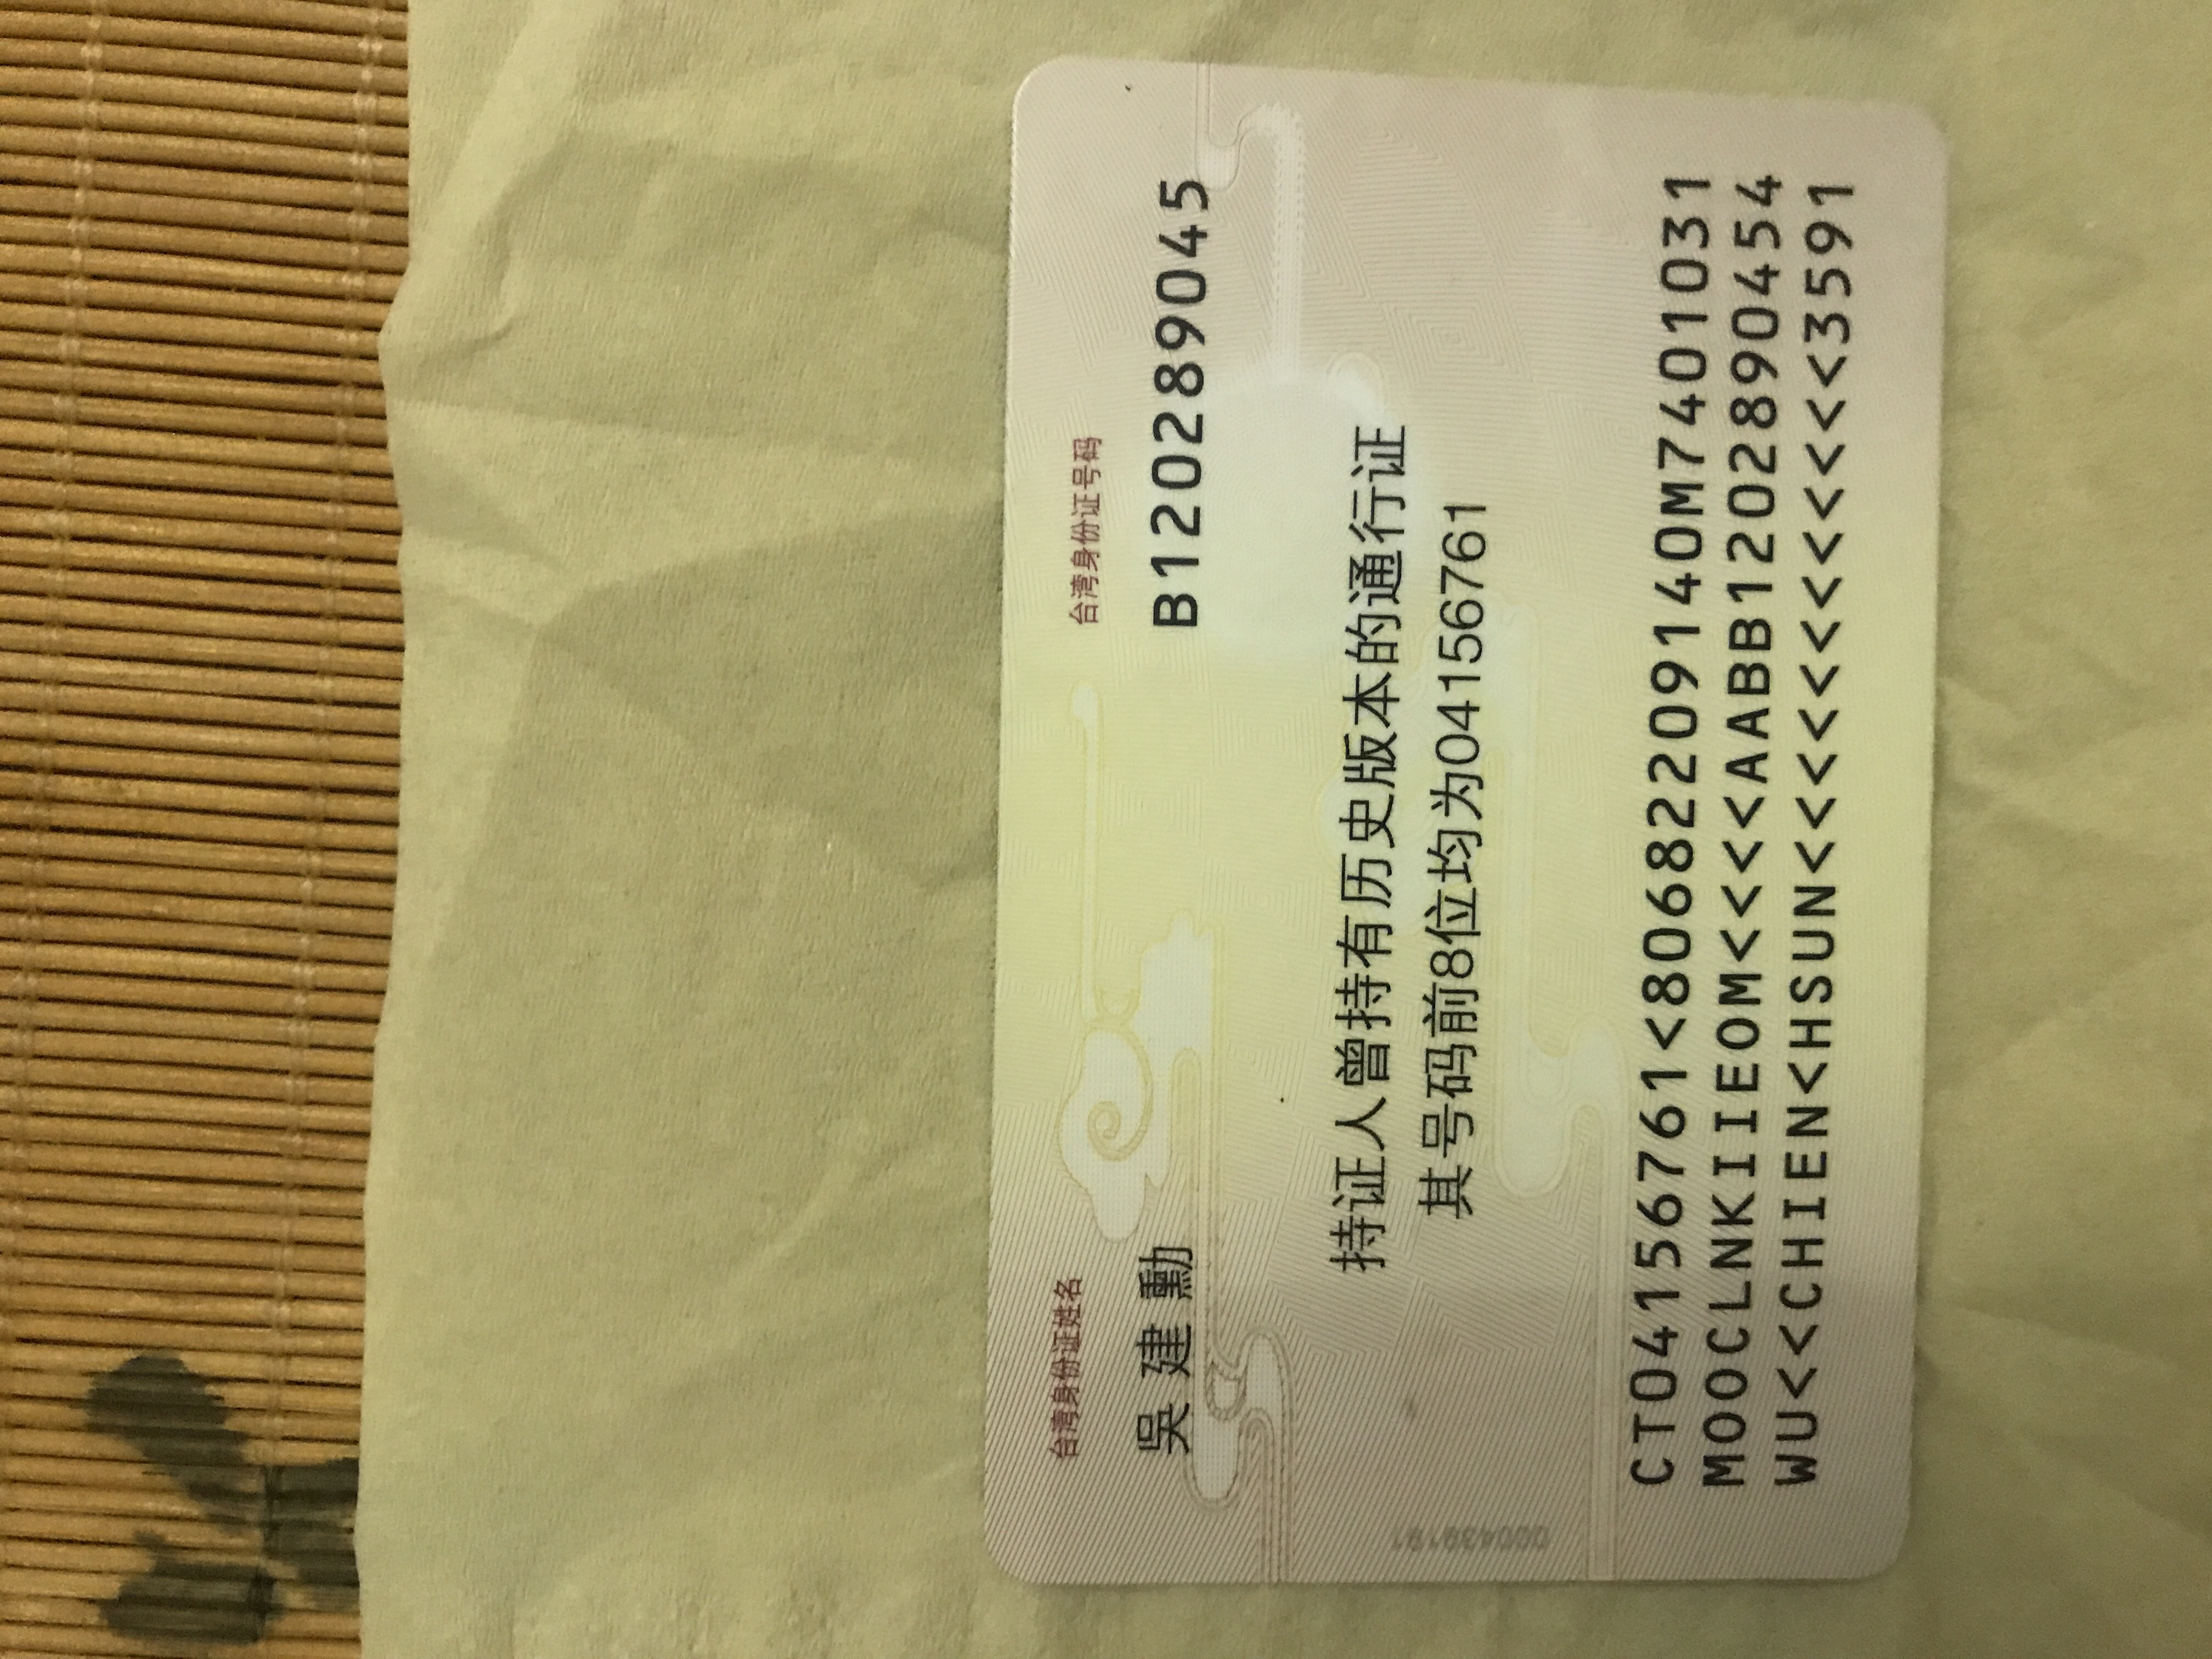 台湾身份证姓名 台湾身份证号码
吳建勳 B120289045
持证人曾持有历史版本的通行证
其号码前8位均为04156761
000439191
CT04156761<80682209140M7401031
MOOCLNKIIEOM<<<<AABB1202890454
WU<<CHIEN<HSUN<<<<<<<<<<<<3591